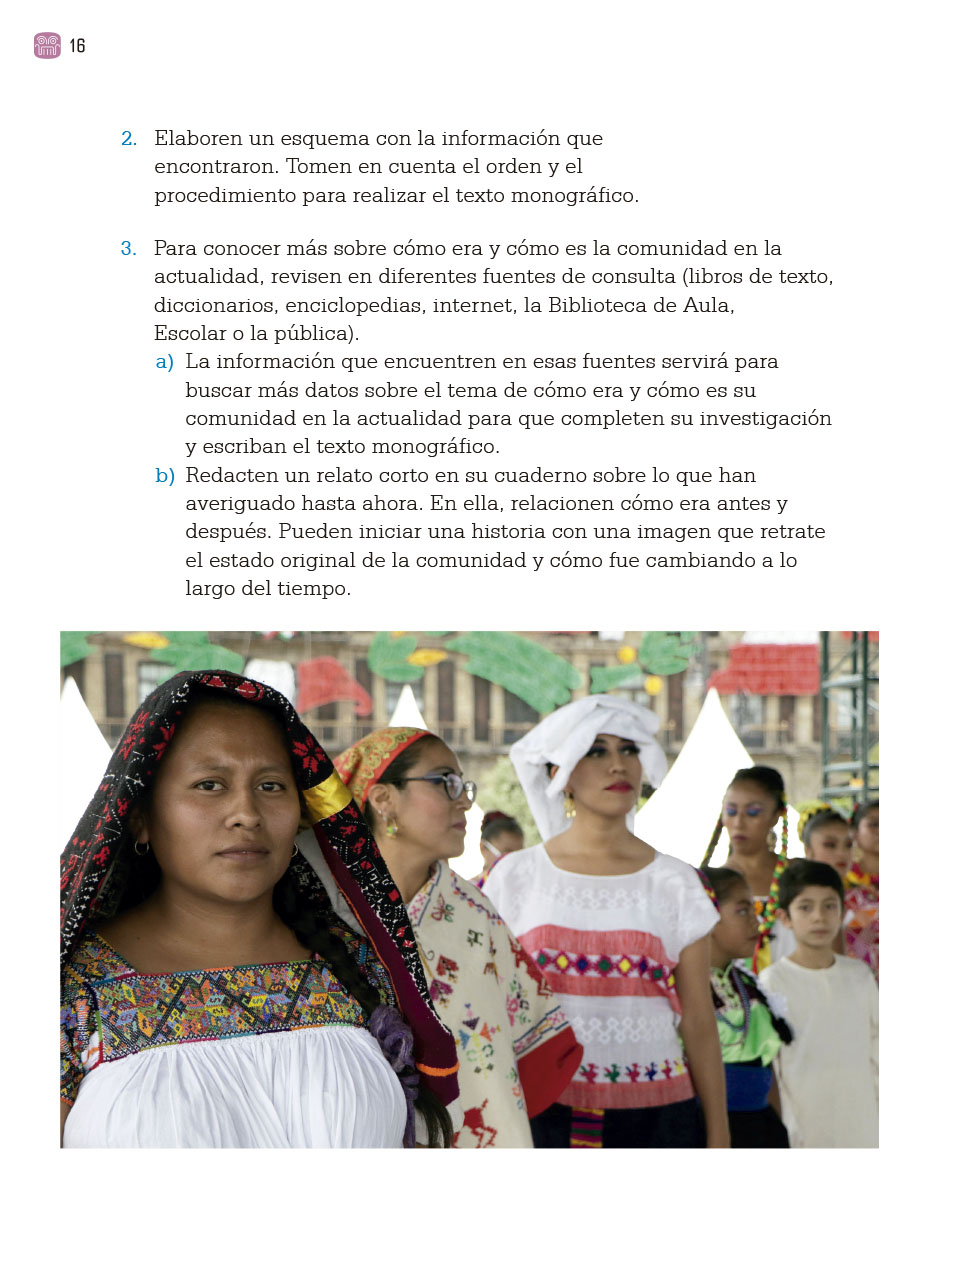 16
2. Elaboren un esquema con la información que
encontraron. Tomen en cuenta el orden y el
procedimiento para realizar el texto monográfico.
3. Para conocer más sobre cómo era y cómo es la comunidad en la
actualidad, revisen en diferentes fuentes de consulta (libros de texto,
diccionarios, enciclopedias, internet, la Biblioteca de Aula,
Escolar o la pública).
a) La información que encuentren en esas fuentes servirá para
buscar más datos sobre el tema de cómo era y cómo es su
comunidad en la actualidad para que completen su investigación
y escriban el texto monográfico.
b) Redacten un relato corto en su cuaderno sobre lo que han
averiguado hasta ahora. En ella, relacionen cómo era antes y
después. Pueden iniciar una historia con una imagen que retrate
el estado original de la comunidad y cómo fue cambiando a lo
largo del tiempo.